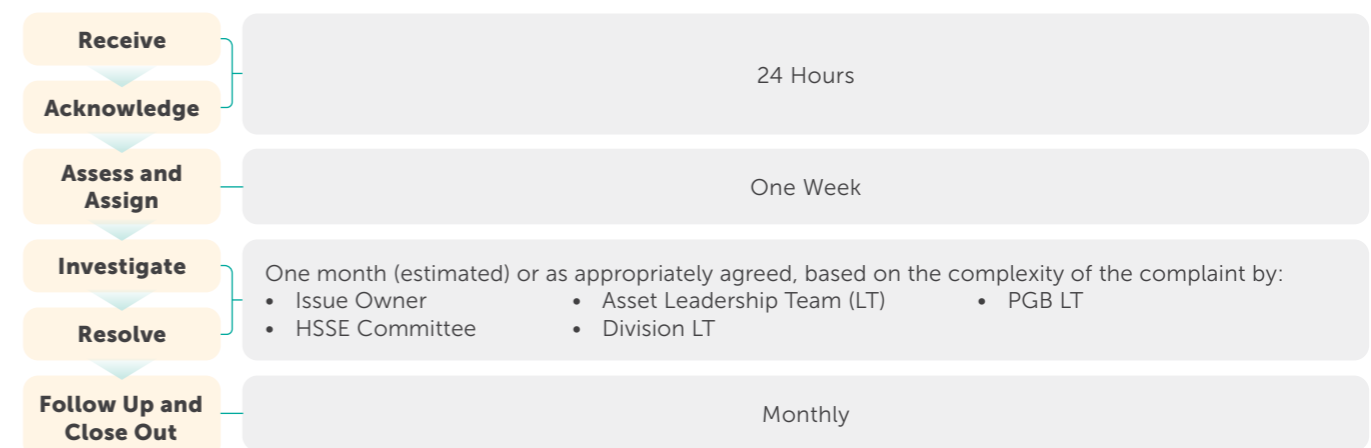 Receive
Acknowledge
24 Hours
Assess and
Assign
One Week
Investigate
Resolve
One month (estimated) or as appropriately agreed, based on the complexity of the complaint by:
• Issue Owner
• HSSE Committee
• Asset Leadership Team (LT)
• Division LT
• PGB LT
Follow Up and
Close Out
Monthly